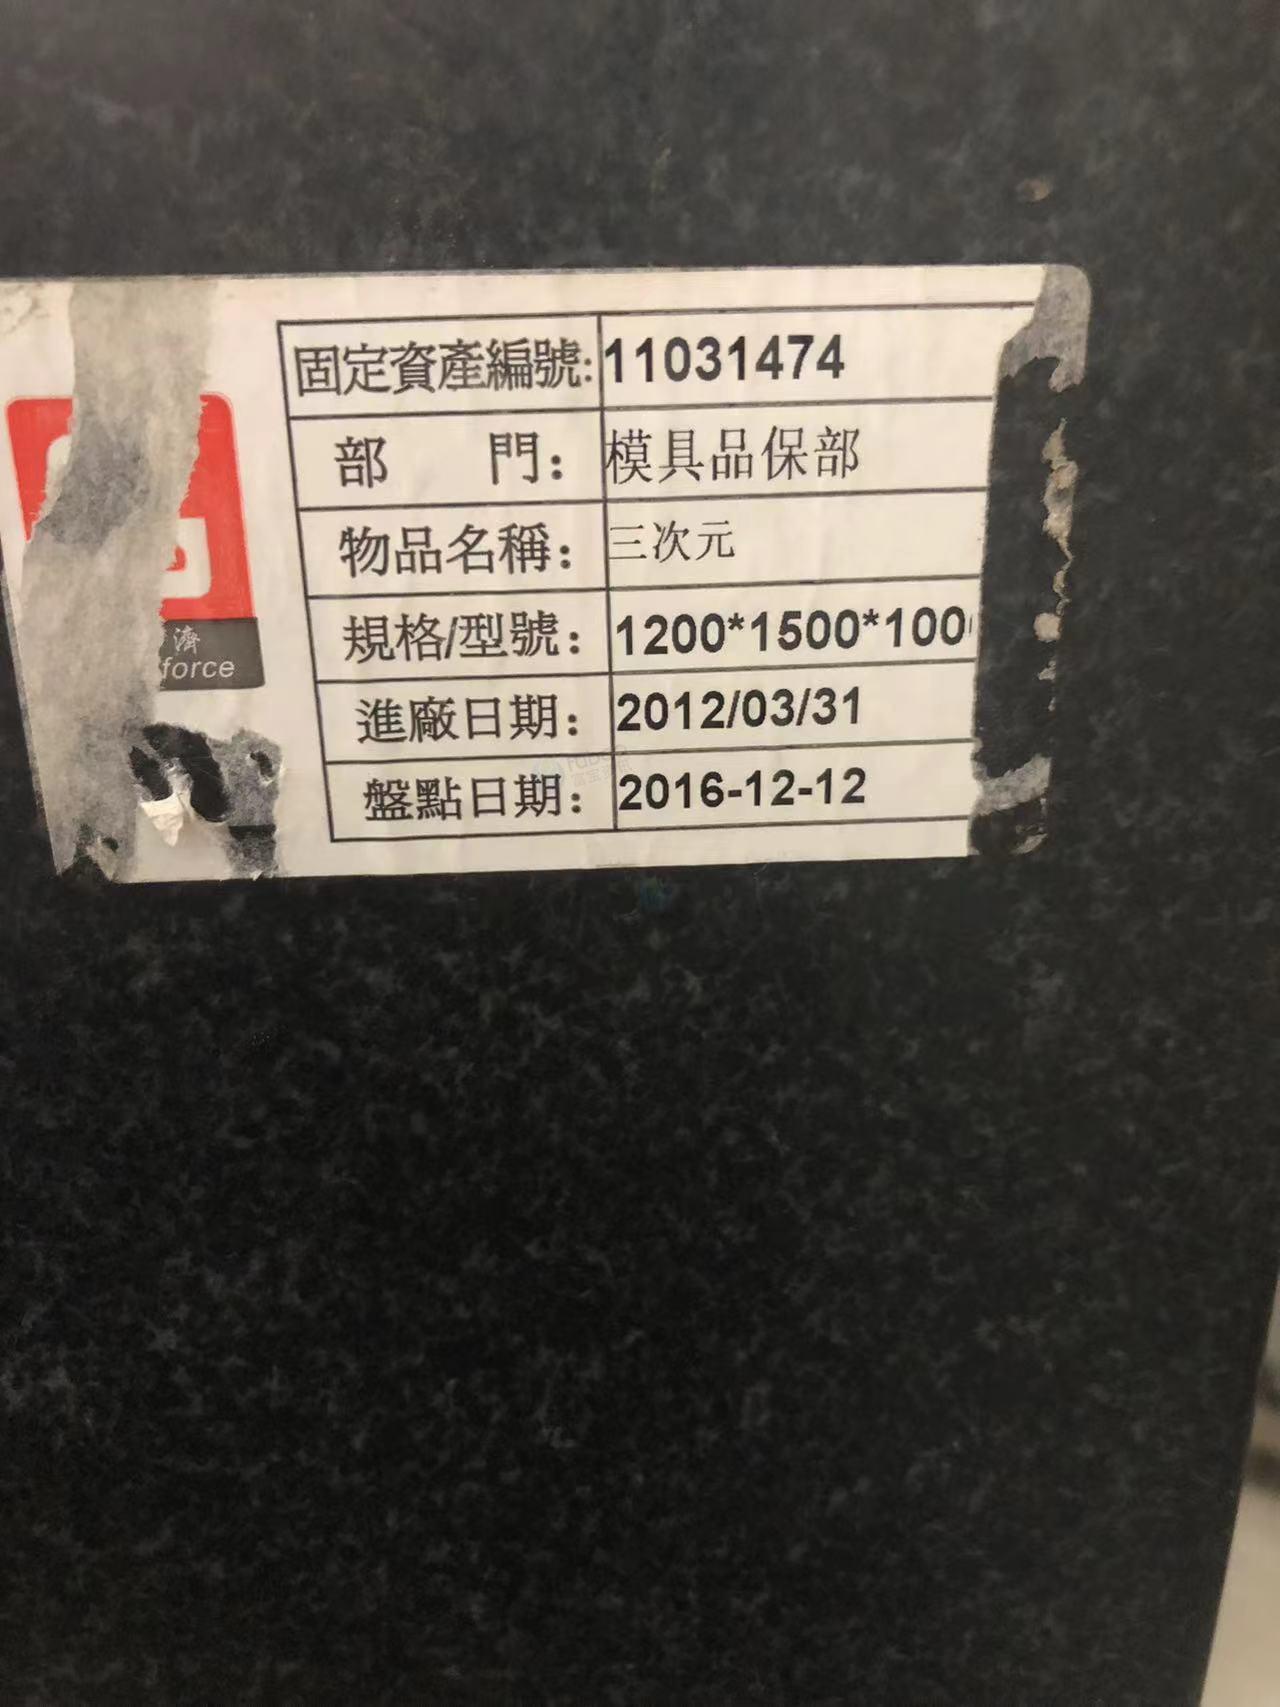 固定資產編號:11031474
部 門：模具品保部
物品名稱：三次元
規格/型號：1200*1500*100
濟
force
進廠日期：2012/03/31
盤點日期：2016-12-12